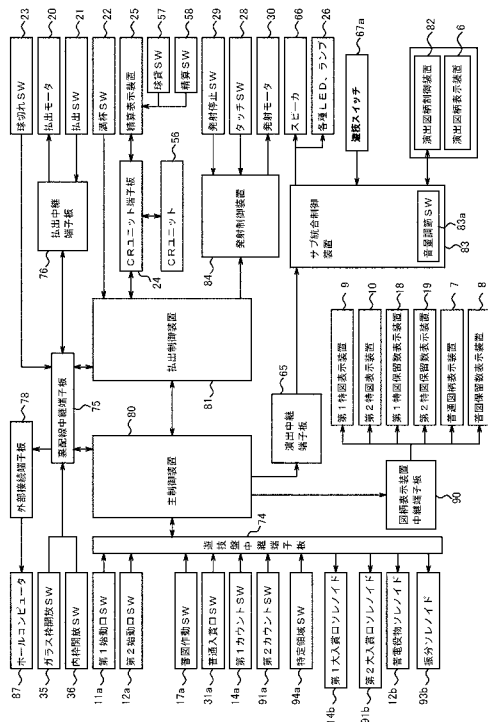 23
球切れSW
20
払出モータ
21
払出SW
22
満杯SW
25
精算表示装置
57
球貸SW
58
精算SW
29
発射停止SW
28
タッチSW
30
発射モータ
66
スピーカ
26
各種LED、ランプ
67a
遊技スイッチ
82
演出図柄制御装置
6
演出図柄表示装置
76
払出中継
端子板
CRユニット端子板
24
CRユニット
56
発射制御装置
84
サブ統合制御
装置
音量調節SW
83a
83
78
外部接続端子板
裏配線中継端子板
75
払出制御装置
81
80
主制御装置
65
演出中継
端子板
9
第1特図表示装置
10
第2特図表示装置
18
第1特図保留数表示装置
19
第2特図保留数表示装置
7
普通図柄表示装置
8
普図保留数表示装置
図柄表示装置
中継端子板
90
74
遊技盤中継端子板
87
ホールコンピュータ
35
ガラス枠開放SW
36
内枠開放SW
11a
第1始動口SW
12a
第2始動口SW
17a
普図作動SW
31a
普通入賞口SW
14a
第1カウントSW
91a
第2カウントSW
94a
特定領域SW
14b
第1大入賞口ソレノイド
91b
第2大入賞口ソレノイド
12b
普電役物ソレノイド
93b
振分ソレノイド